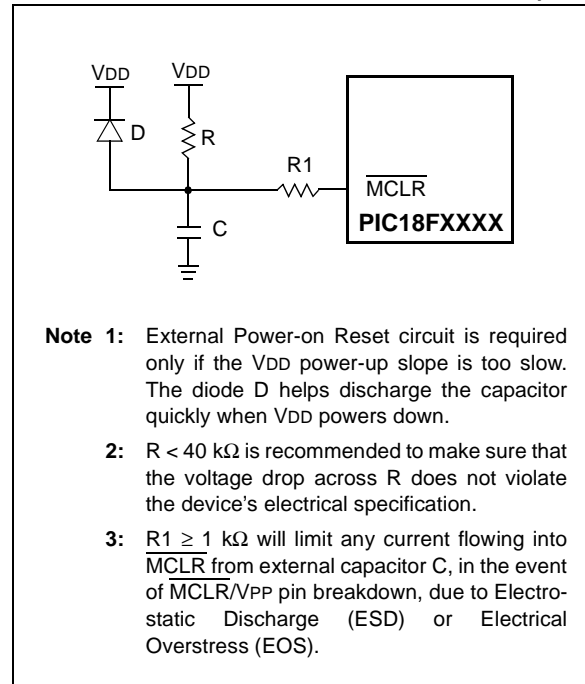 VDD VDD
D
R
R1
MCLR
PIC18FXXXX
C
Note 1: External Power-on Reset circuit is required
only if the VDD power-up slope is too slow.
The diode D helps discharge the capacitor
quickly when VDD powers down.
2: R < 40 kΩ is recommended to make sure that
the voltage drop across R does not violate
the device's electrical specification.
3: R1 ≥ 1 kΩ will limit any current flowing into
MCLR from external capacitor C, in the event
of MCLR/VPP pin breakdown, due to Electro-
static Discharge (ESD) or Electrical
Overstress (EOS).